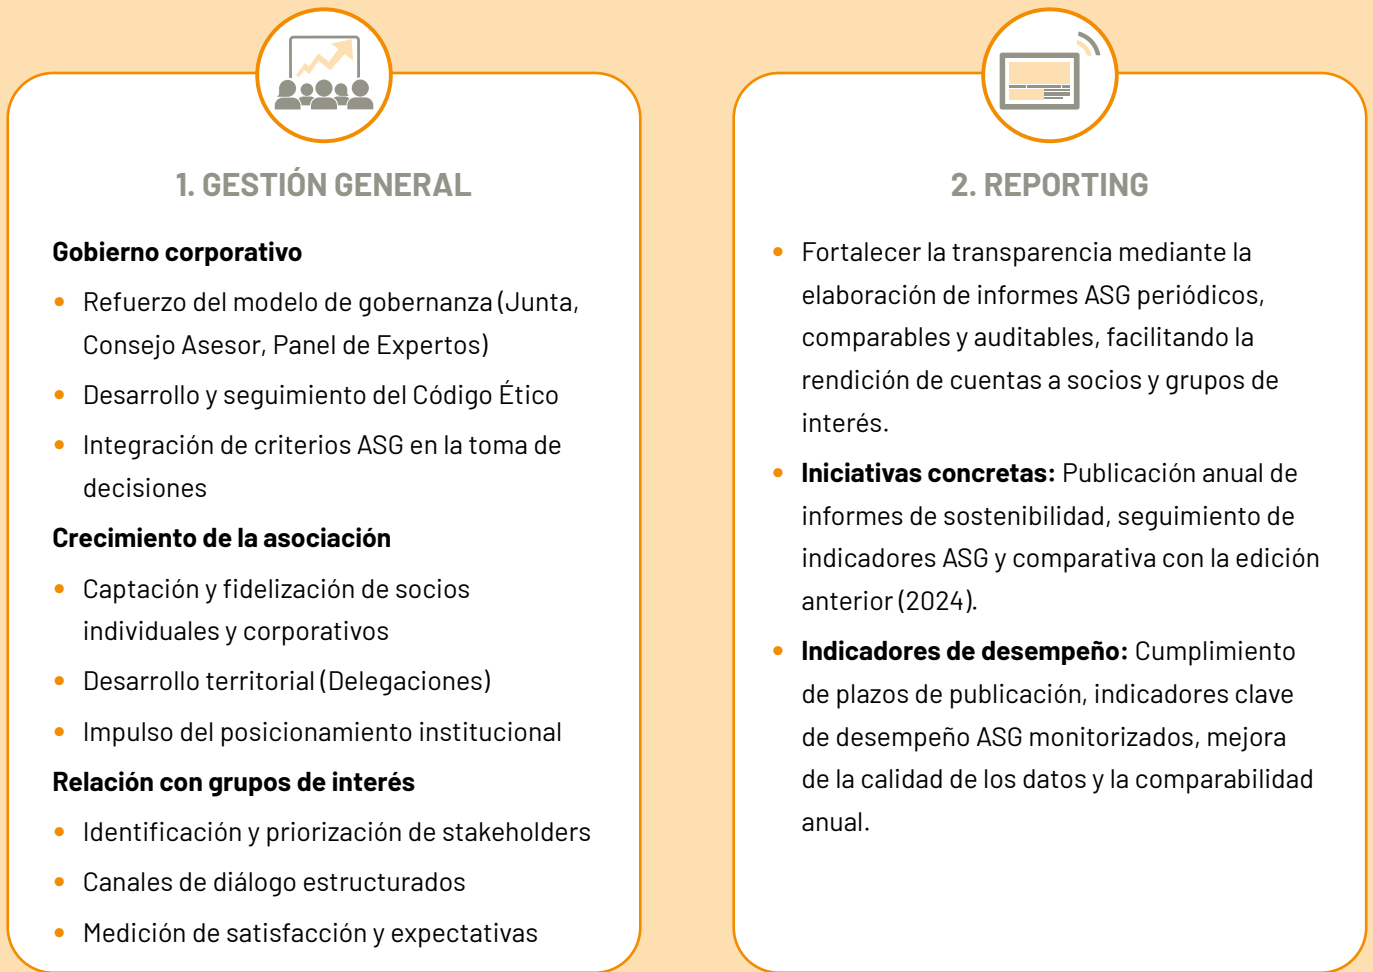 1. GESTIÓN GENERAL
Gobierno corporativo
• Refuerzo del modelo de gobernanza (Junta,
Consejo Asesor, Panel de Expertos)
• Desarrollo y seguimiento del Código Ético
• Integración de criterios ASG en la toma de
decisiones
Crecimiento de la asociación
• Captación y fidelización de socios
individuales y corporativos
• Desarrollo territorial (Delegaciones)
• Impulso del posicionamiento institucional
Relación con grupos de interés
• Identificación y priorización de stakeholders
• Canales de diálogo estructurados
• Medición de satisfacción y expectativas
2. REPORTING
• Fortalecer la transparencia mediante la
elaboración de informes ASG periódicos,
comparables y auditables, facilitando la
rendición de cuentas a socios y grupos de
interés.
• Iniciativas concretas: Publicación anual de
informes de sostenibilidad, seguimiento de
indicadores ASG y comparativa con la edición
anterior (2024).
• Indicadores de desempeño: Cumplimiento
de plazos de publicación, indicadores clave
de desempeño ASG monitorizados, mejora
de la calidad de los datos y la comparabilidad
anual.